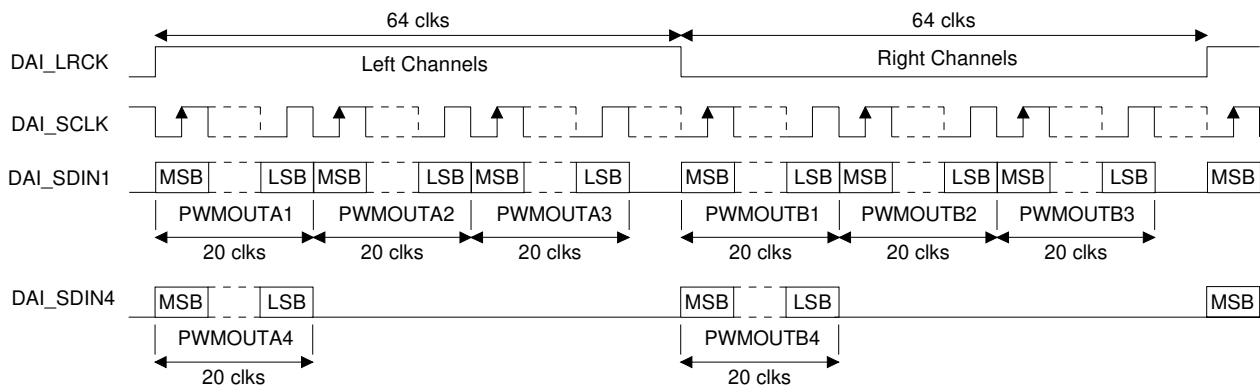 64 clks 64 clks
DAI_LRCK Left Channels Right Channels
DAI_SCLK
DAI_SDIN1 MSB LSB MSB LSB MSB LSB MSB LSB MSB LSB MSB LSB MSB
PWMOUTA1 PWMOUTA2 PWMOUTA3 PWMOUTB1 PWMOUTB2 PWMOUTB3
20 clks 20 clks 20 clks 20 clks 20 clks 20 clks
DAI_SDIN4 MSB LSB MSB LSB MSB
PWMOUTA4 PWMOUTB4
20 clks 20 clks